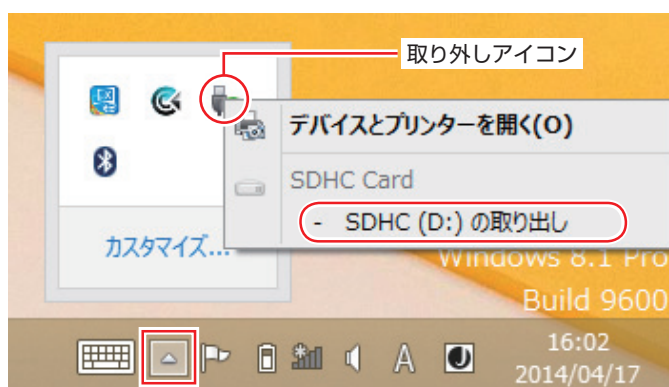 取り外しアイコン
デバイスとプリンターを開く(O)
SDHC Card
- SDHC (D:) の取り出し
カスタマイズ...
Windows 8.1 Pro
Build 9600
A
16:02
2014/04/17